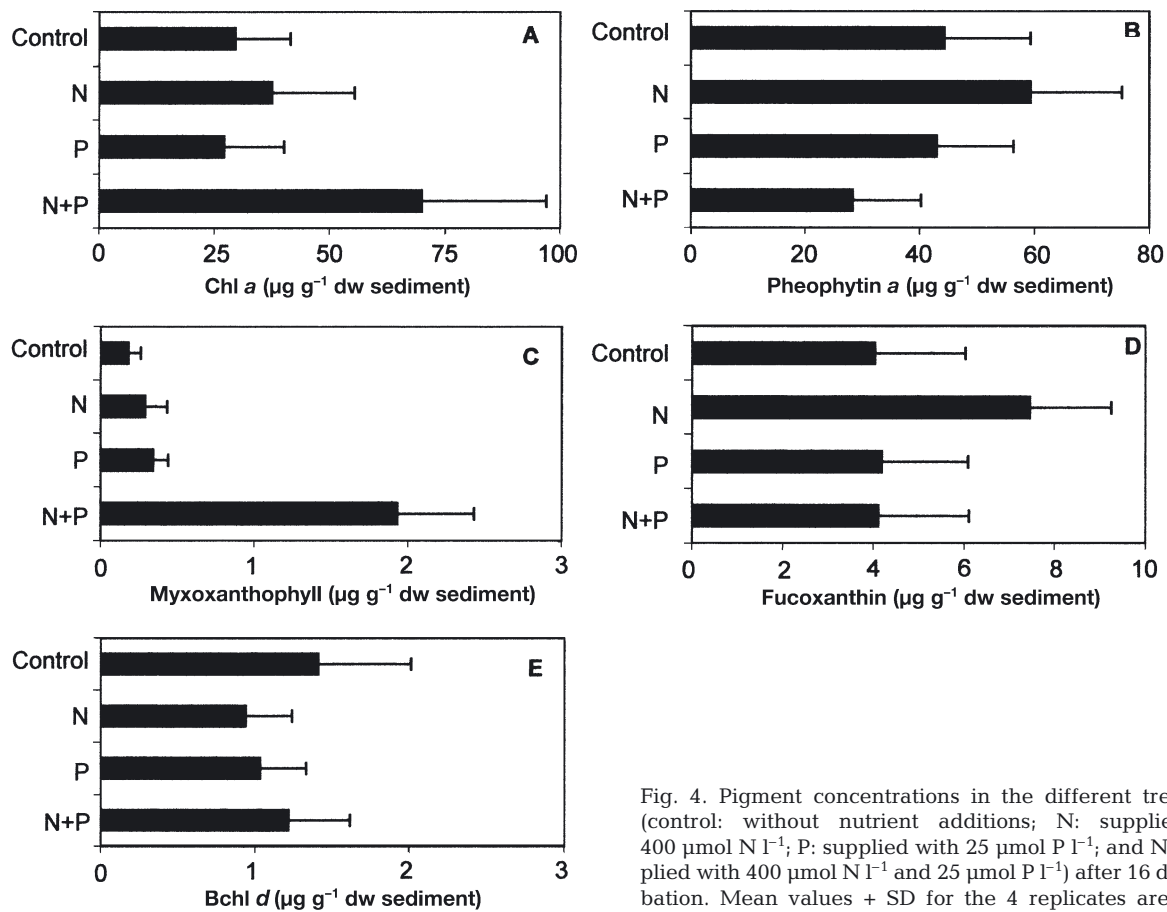 A
Control
N
P
N+P
0 25 50 75 100
Chl a (µg g⁻¹ dw sediment)
B
Control
N
P
N+P
0 20 40 60 80
Pheophytin a (µg g⁻¹ dw sediment)
C
Control
N
P
N+P
0 1 2 3
Myxoxanthophyll (µg g⁻¹ dw sediment)
D
Control
N
P
N+P
0 2 4 6 8 10
Fucoxanthin (µg g⁻¹ dw sediment)
E
Control
N
P
N+P
0 1 2 3
Bchl d (µg g⁻¹ dw sediment)
Fig. 4. Pigment concentrations in the different tre
(control: without nutrient additions; N: supplie
400 µmol N l⁻¹; P: supplied with 25 µmol P l⁻¹; and N
plied with 400 µmol N l⁻¹ and 25 µmol P l⁻¹) after 16 d
bation. Mean values + SD for the 4 replicates are